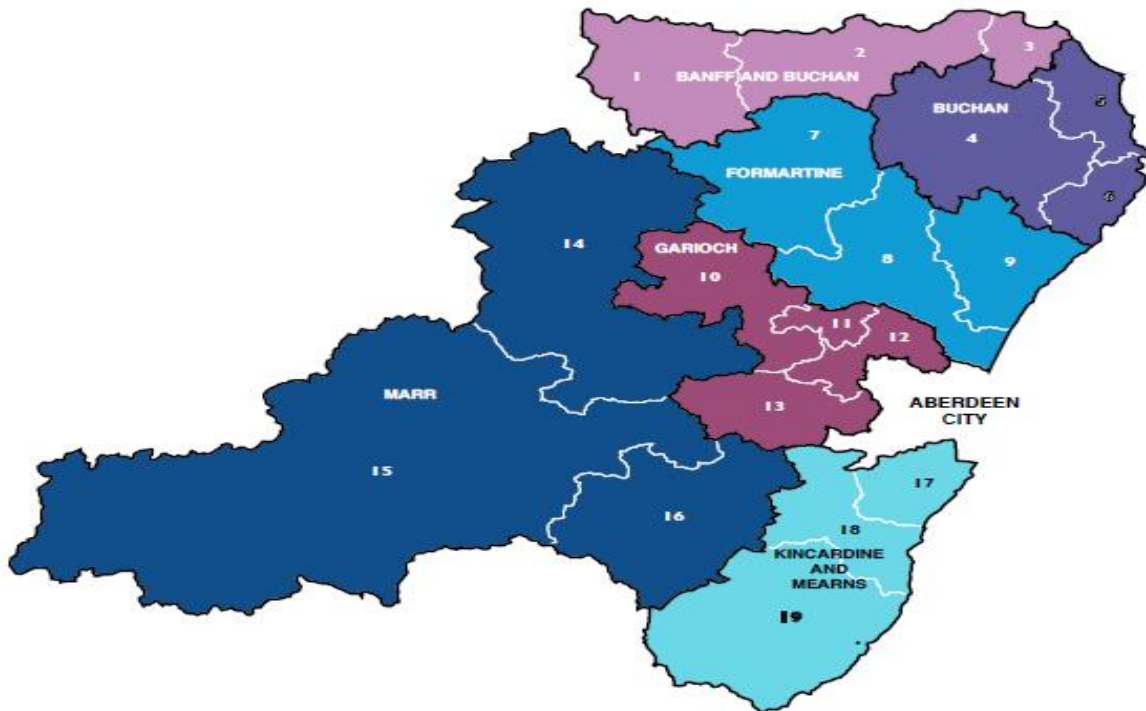 1
2
3
BANFF AND BUCHAN
BUCHAN
4
5
6
7
FORMARTINE
8
9
GARIOCH
10
11
12
13
14
MARR
15
16
ABERDEEN
CITY
17
18
KINCARDINE
AND
MEARNS
19